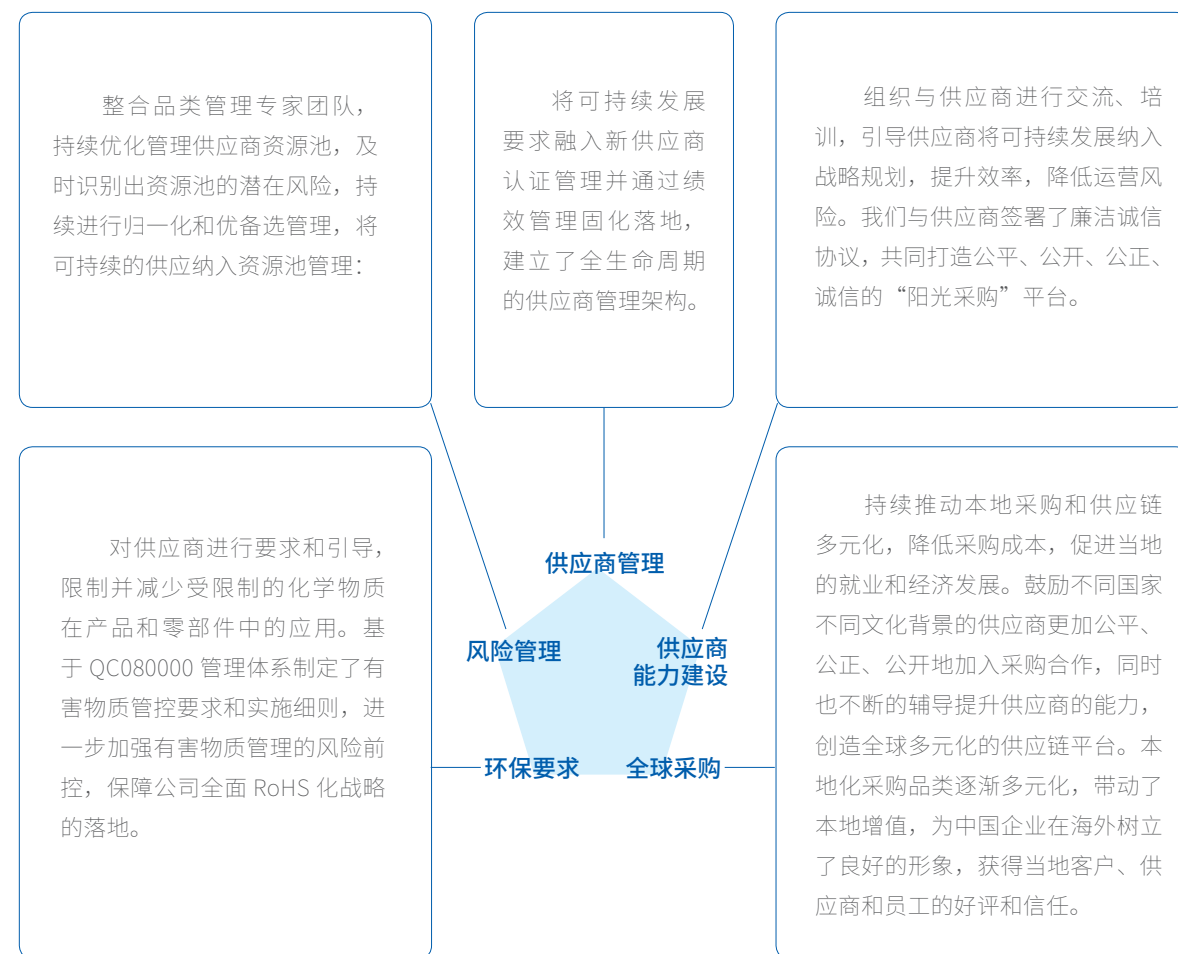 整合品类管理专家团队，
持续优化管理供应商资源池，及
时识别出资源池的潜在风险，持
续进行归一化和优备选管理，将
可持续的供应纳入资源池管理：
将可持续发展
要求融入新供应商
认证管理并通过绩
效管理固化落地，
建立了全生命周期
的供应商管理架构。
组织与供应商进行交流、培
训，引导供应商将可持续发展纳入
战略规划，提升效率，降低运营风
险。我们与供应商签署了廉洁诚信
协议，共同打造公平、公开、公正、
诚信的“阳光采购”平台。
对供应商进行要求和引导，
限制并减少受限制的化学物质
在产品和零部件中的应用。基
于 QC080000 管理体系制定了有
害物质管控要求和实施细则，进
一步加强有害物质管理的风险前
控，保障公司全面 RoHS 化战略
的落地。
供应商管理
风险管理
供应商
能力建设
环保要求
全球采购
持续推动本地采购和供应链
多元化，降低采购成本，促进当地
的就业和经济发展。鼓励不同国家
不同文化背景的供应商更加公平、
公正、公开地加入采购合作，同时
也不断的辅导提升供应商的能力，
创造全球多元化的供应链平台。本
地化采购品类逐渐多元化，带动了
本地增值，为中国企业在海外树立
了良好的形象，获得当地客户、供
应商和员工的好评和信任。